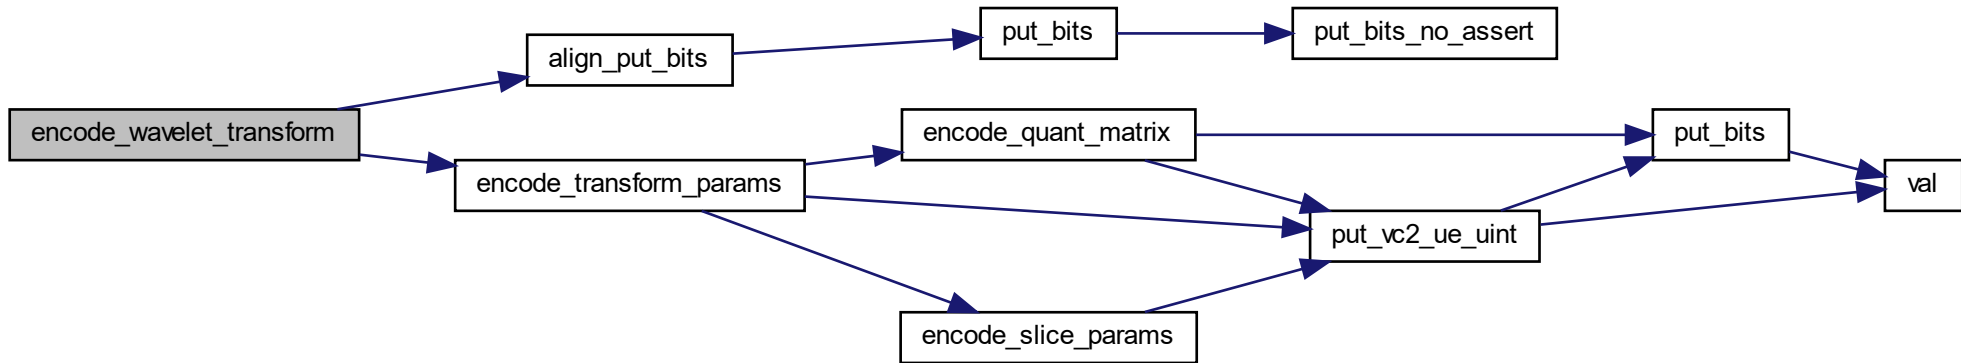 put_bits
put_bits_no_assert
align_put_bits
encode_wavelet_transform
encode_quant_matrix
put_bits
encode_transform_params
val
put_vc2_ue_uint
encode_slice_params